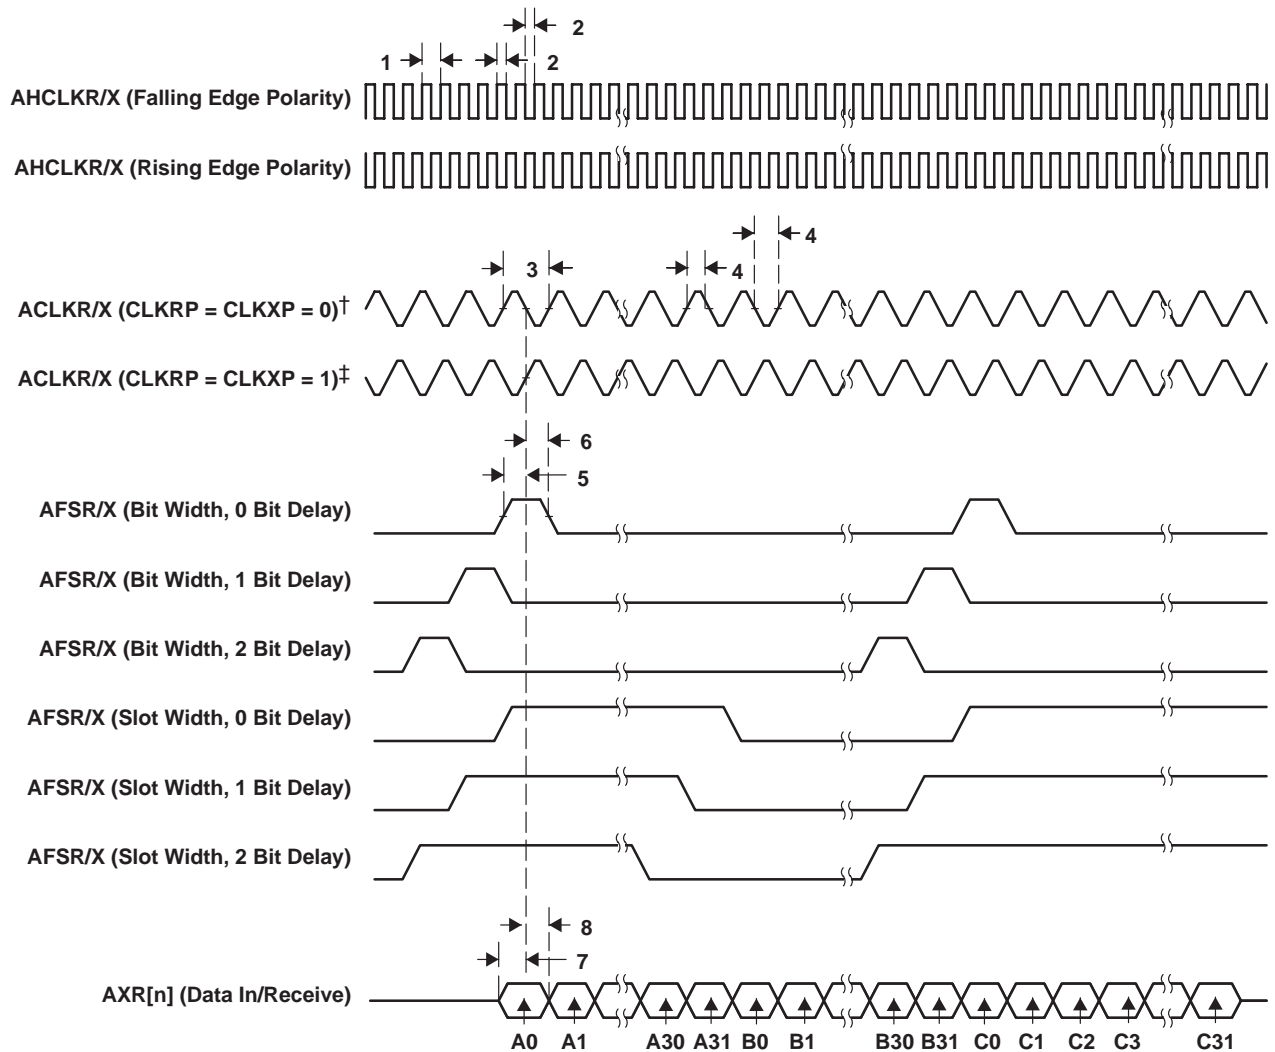 2
1
2
AHCLKR/X (Falling Edge Polarity)
AHCLKR/X (Rising Edge Polarity)
4
3
4
ACLKR/X (CLKRP = CLKXP = 0)†
ACLKR/X (CLKRP = CLKXP = 1)‡
6
5
AFSR/X (Bit Width, 0 Bit Delay)
AFSR/X (Bit Width, 1 Bit Delay)
AFSR/X (Bit Width, 2 Bit Delay)
AFSR/X (Slot Width, 0 Bit Delay)
AFSR/X (Slot Width, 1 Bit Delay)
AFSR/X (Slot Width, 2 Bit Delay)
8
7
AXR[n] (Data In/Receive)
A0 A1 A30 A31 B0 B1 B30 B31 C0 C1 C2 C3 C31